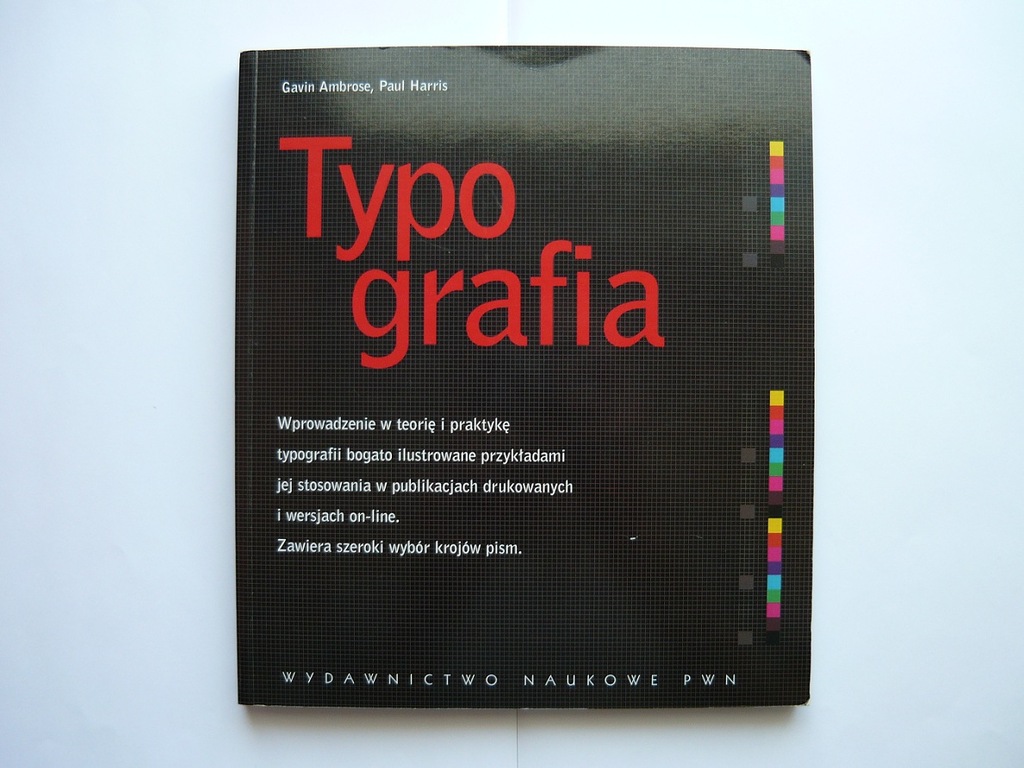 Gavin Ambrose, Paul Harris
Typo
grafia
Wprowadzenie w teorię i praktykę
typografii bogato ilustrowane przykładami
jej stosowania w publikacjach drukowanych
i wersjach on-line.
Zawiera szeroki wybór krojów pism.
WYDAWNICTWO NAUKOWE PWN